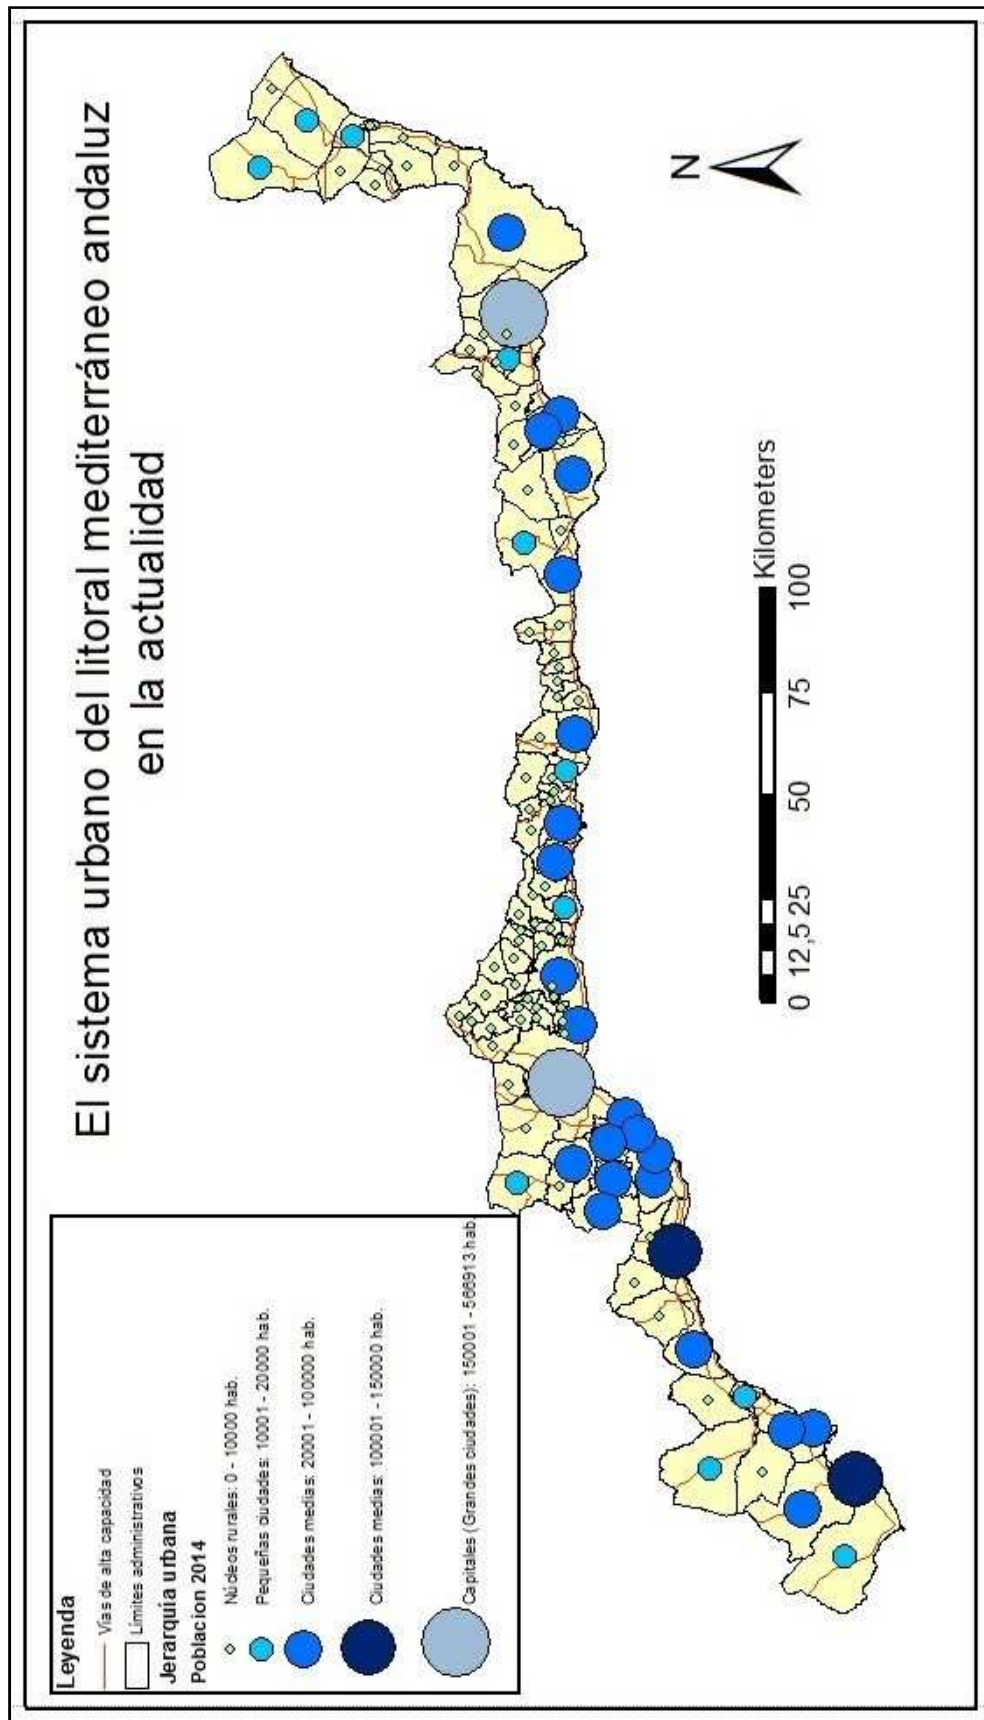 El sistema urbano del litoral mediterráneo andaluz
en la actualidad
Leyenda
Vías de alta capacidad
Límites administrativos
Jerarquía urbana
Poblacion 2014
Núcleos rurales: 0 - 10000 hab.
Pequeñas ciudades: 10001 - 20000 hab.
Ciudades medias: 20001 - 100000 hab.
Ciudades medias: 100001 - 150000 hab.
Capitales (Grandes ciudades): 150001 - 566913 hab.
N
0 12,5 25 50 75 100
Kilometers